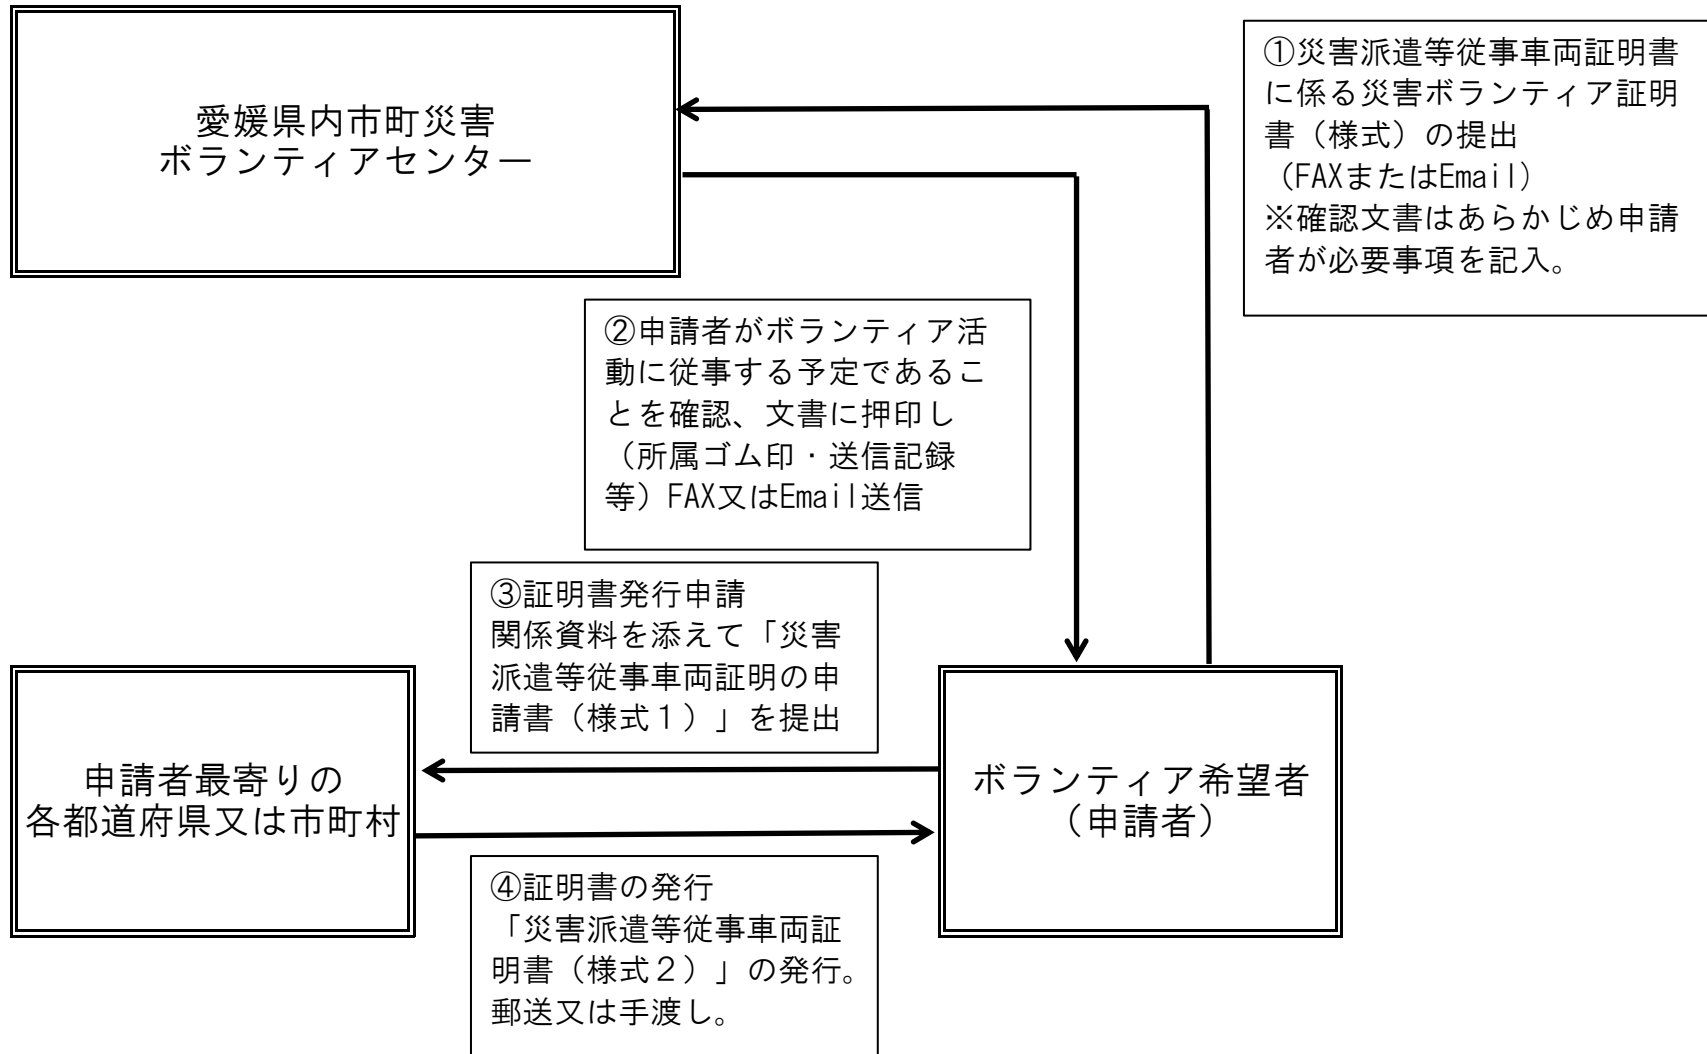 愛媛県内市町災害
ボランティアセンター
①災害派遣等従事車両証明書
に係る災害ボランティア証明
書（様式）の提出
（FAXまたはEmail）
※確認文書はあらかじめ申請
者が必要事項を記入。
②申請者がボランティア活
動に従事する予定であるこ
とを確認、文書に押印し
（所属ゴム印・送信記録
等）FAX又はEmail送信
③証明書発行申請
関係資料を添えて「災害
派遣等従事車両証明の申
請書（様式１）」を提出
申請者最寄りの
各都道府県又は市町村
ボランティア希望者
（申請者）
④証明書の発行
「災害派遣等従事車両証
明書（様式２）」の発行。
郵送又は手渡し。